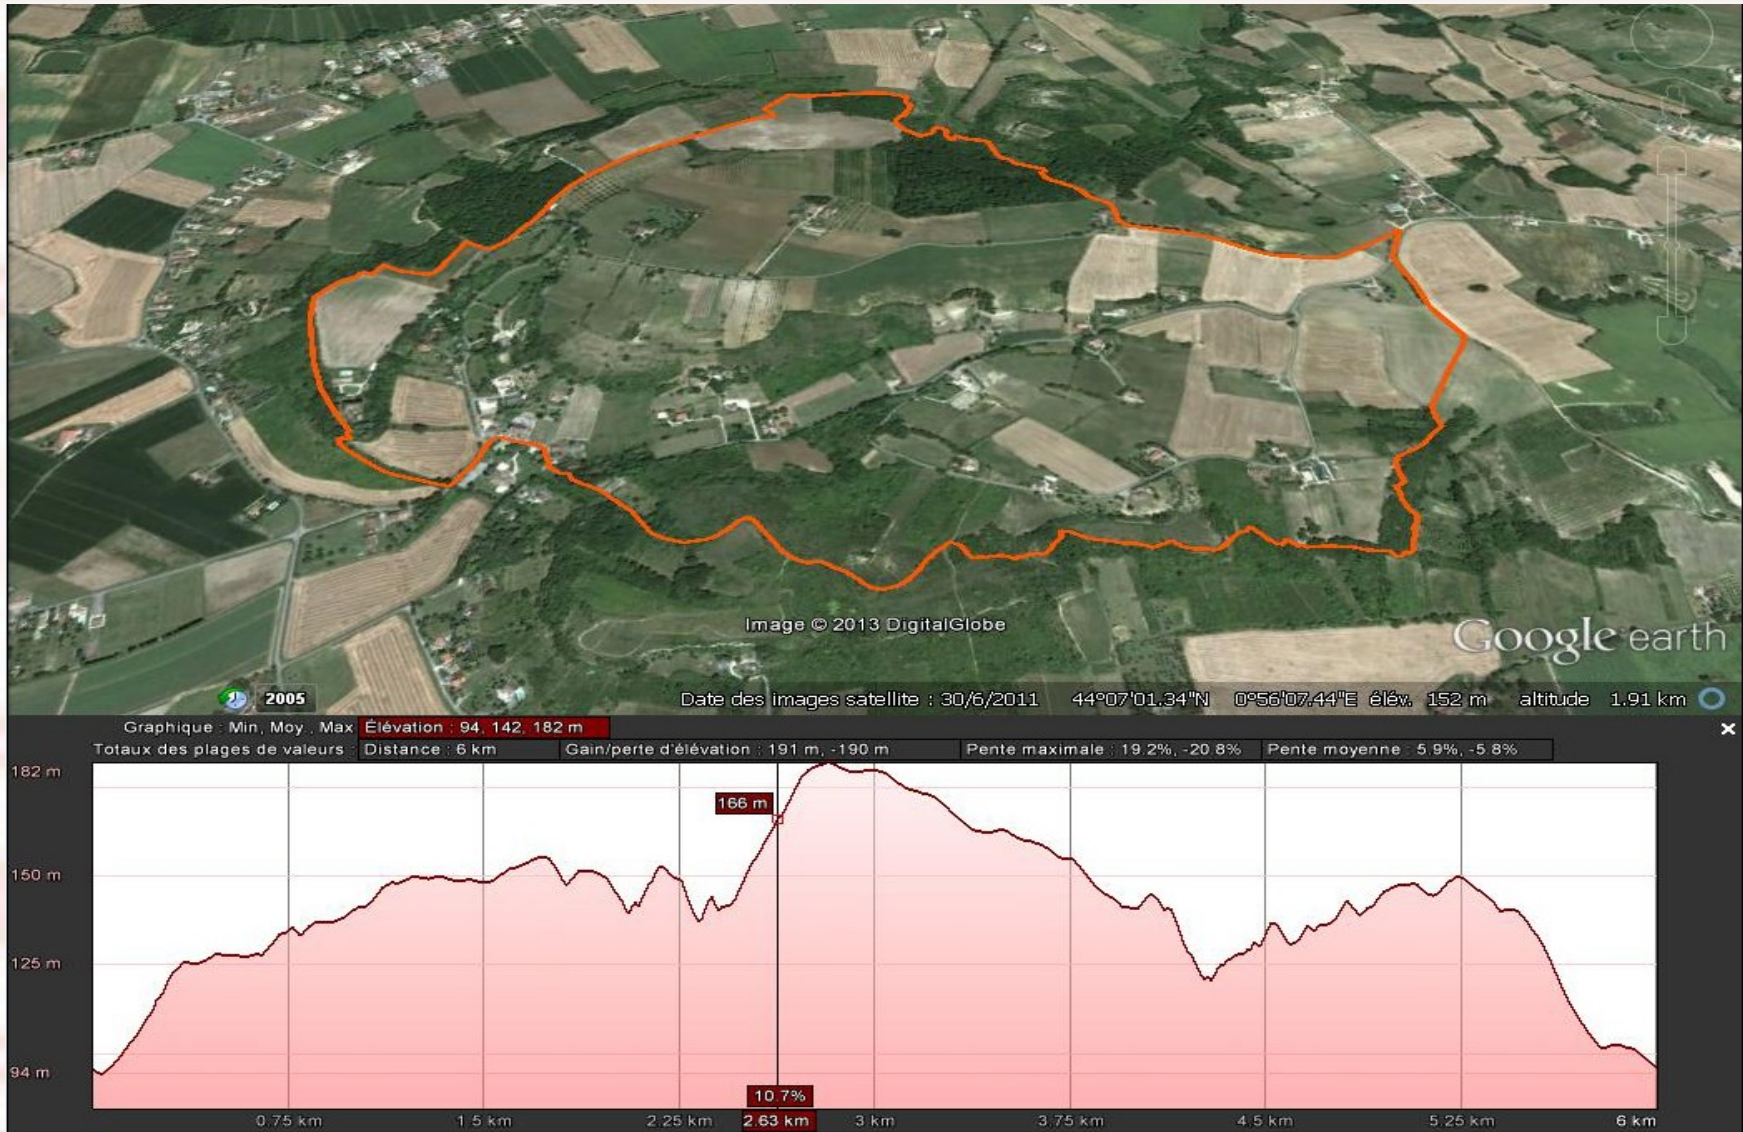 Image © 2013 DigitalGlobe
Google earth
2005
Date des images satellite : 30/6/2011 44°07'01.34"N 0°56'07.44"E élév. 152 m altitude 1.91 km
Graphique : Min, Moy , Max Élévation : 94, 142, 182 m
Totaux des plages de valeurs : Distance : 6 km Gain/perte d'élévation : 191 m, -190 m Pente maximale : 19.2%, -20.8% Pente moyenne : 5.9%, -5.8%
182 m
166 m
150 m
125 m
94 m
10.7%
0.75 km 1.5 km 2.25 km 2.63 km 3 km 3.75 km 4.5 km 5.25 km 6 km